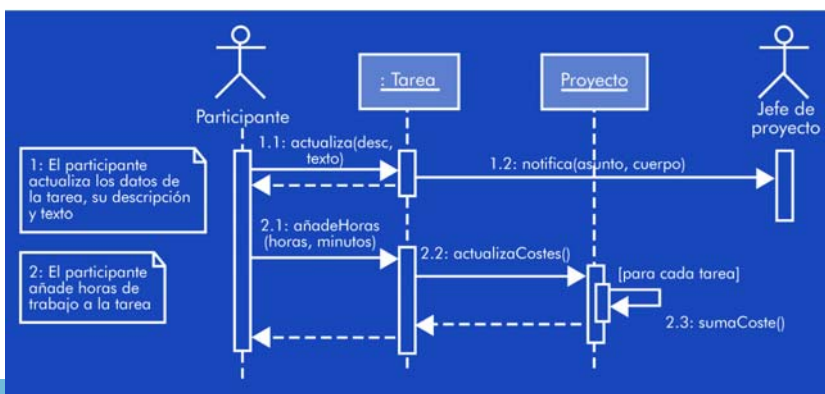 : Tarea
Proyecto
Participante
Jefe de
proyecto
1: El participante
actualiza los datos de
la tarea, su descripción
y texto
1.1: actualiza(desc,
texto)
1.2: notifica(asunto, cuerpo)
2.1: añadeHoras
(horas, minutos)
2.2: actualizaCostes()
2: El participante
añade horas de
trabajo a la tarea
[para cada tarea]
2.3: sumaCoste()